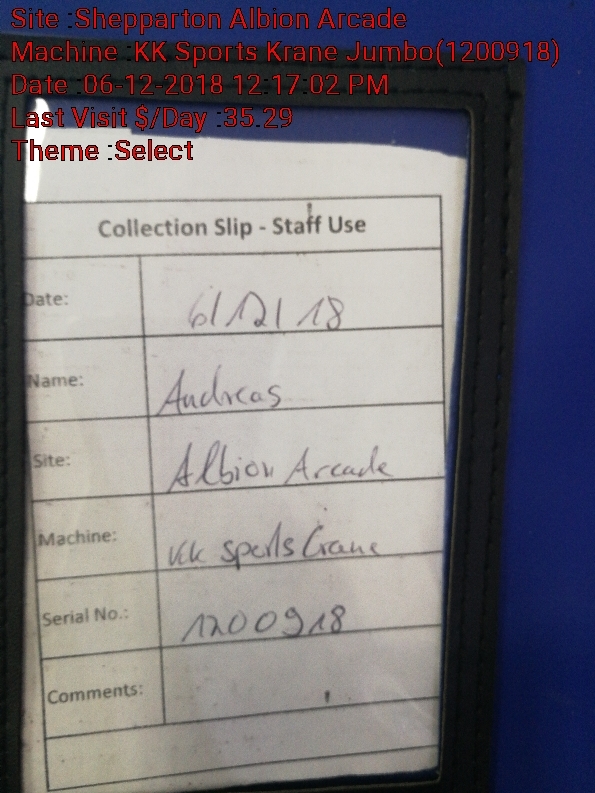 Site :Shepparton Albion Arcade
Machine :KK Sports Krane Jumbo(1200918)
Date :06-12-2018 12:17:02 PM
Last Visit $/Day :35.29
Theme :Select
Collection Slip - Staff Use
Date: 6/12/18
Name: Andreas
Site: Albion Arcade
Machine: KK Sports Crane
Serial No.: 1200918
Comments: